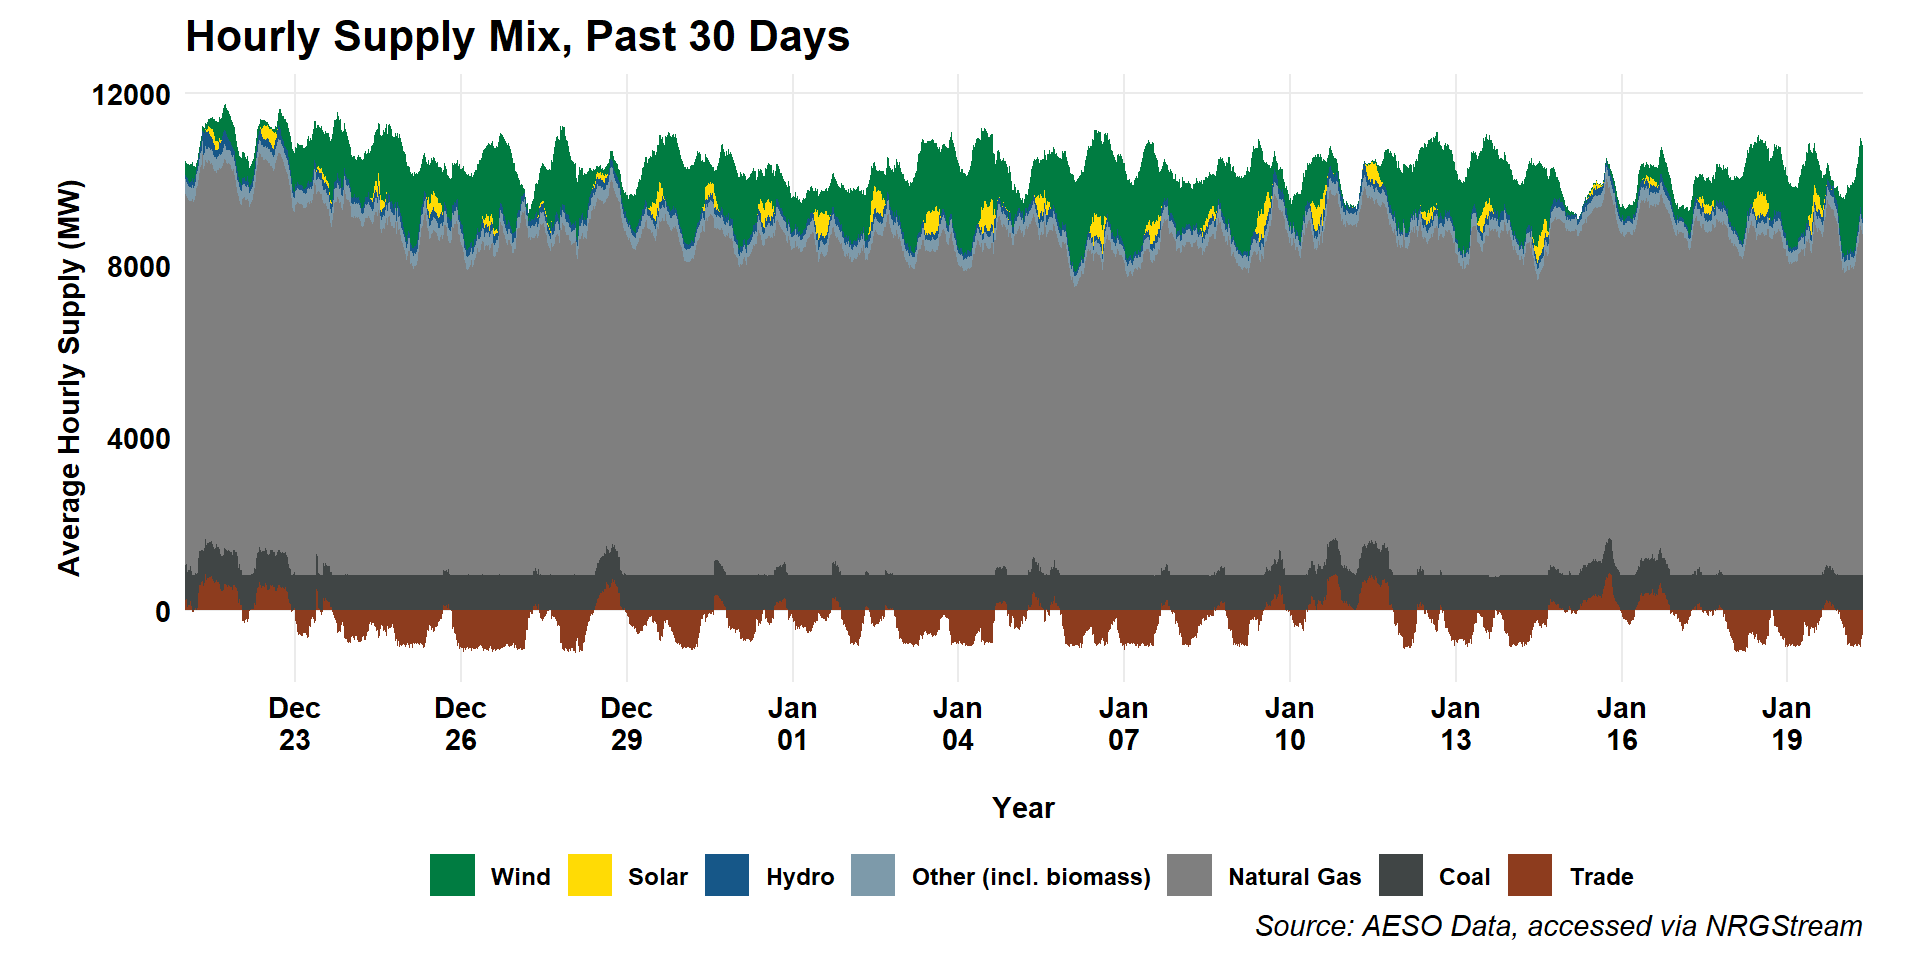 Hourly Supply Mix, Past 30 Days
Average Hourly Supply (MW)
12000
8000
4000
0
Dec 23
Dec 26
Dec 29
Jan 01
Jan 04
Jan 07
Jan 10
Jan 13
Jan 16
Jan 19
Year
Wind Solar Hydro Other (incl. biomass) Natural Gas Coal Trade
Source: AESO Data, accessed via NRGStream